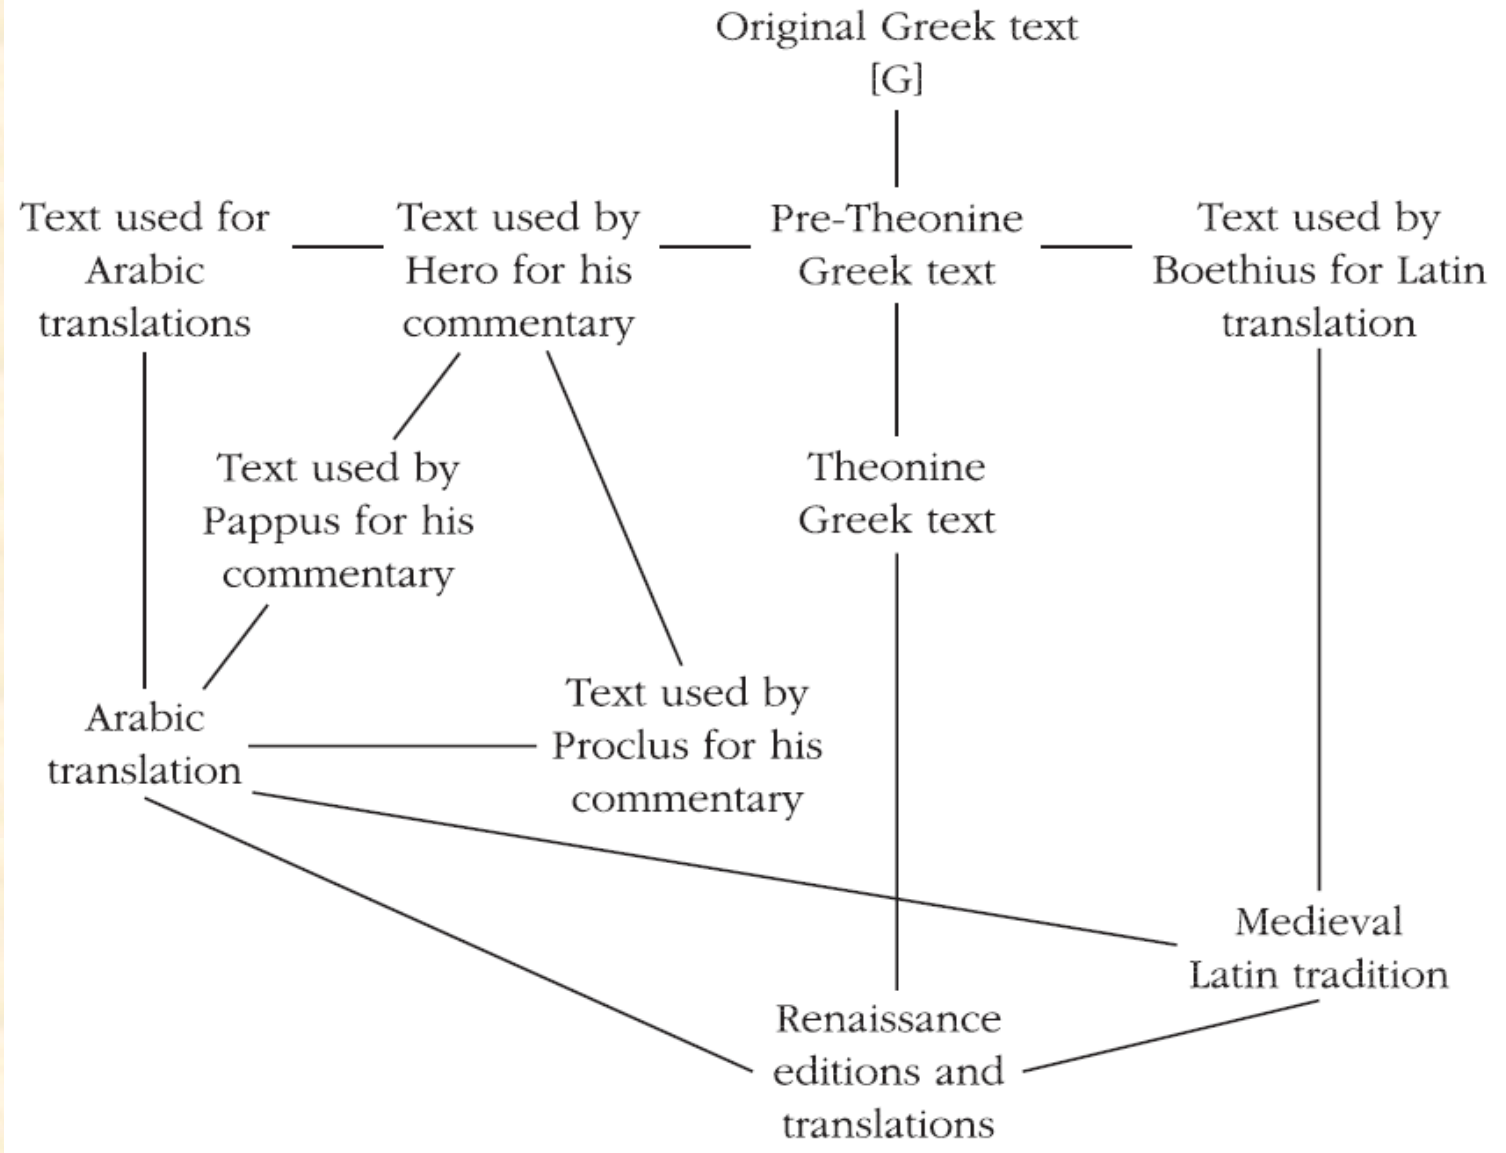 Original Greek text
[G]
Text used for
Arabic
translations
Text used by
Hero for his
commentary
Pre-Theonine
Greek text
Text used by
Boethius for Latin
translation
Text used by
Pappus for his
commentary
Theonine
Greek text
Arabic
translation
Text used by
Proclus for his
commentary
Medieval
Latin tradition
Renaissance
editions and
translations